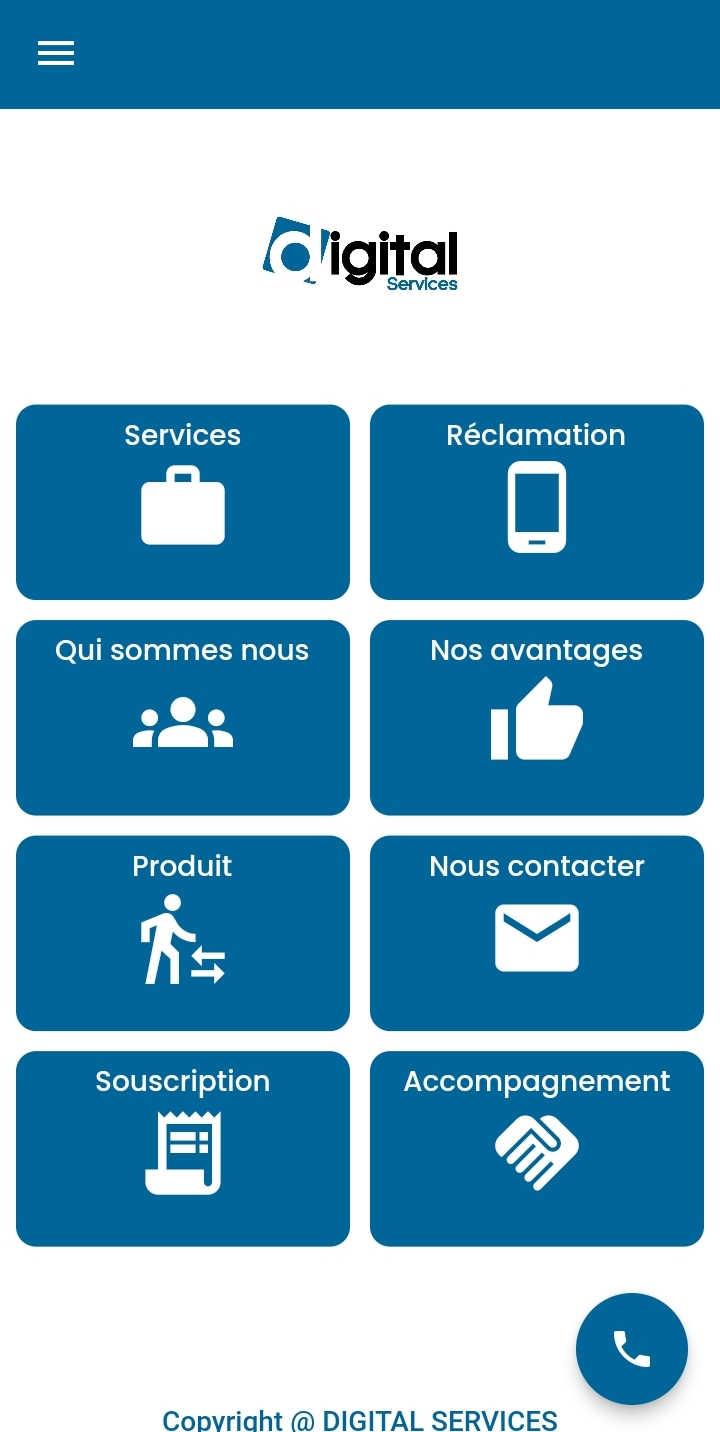 digital
Services
Services
Réclamation
Qui sommes nous
Nos avantages
Produit
Nous contacter
Souscription
Accompagnement
Copyright @ DIGITAL SERVICES